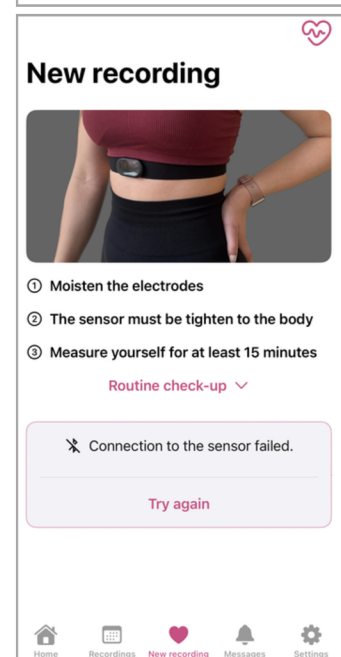 New recording
1 Moisten the electrodes
2 The sensor must be tighten to the body
3 Measure yourself for at least 15 minutes
Routine check-up
Connection to the sensor failed.
Try again
Home Recordings New recording Messages Settings